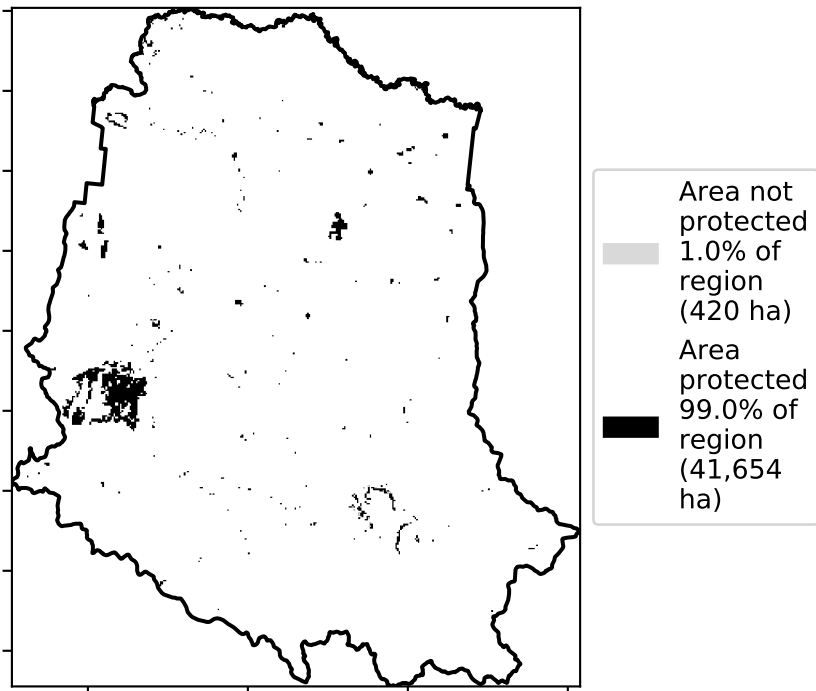 Area not
protected
1.0% of
region
(420 ha)
Area
protected
99.0% of
region
(41,654
ha)